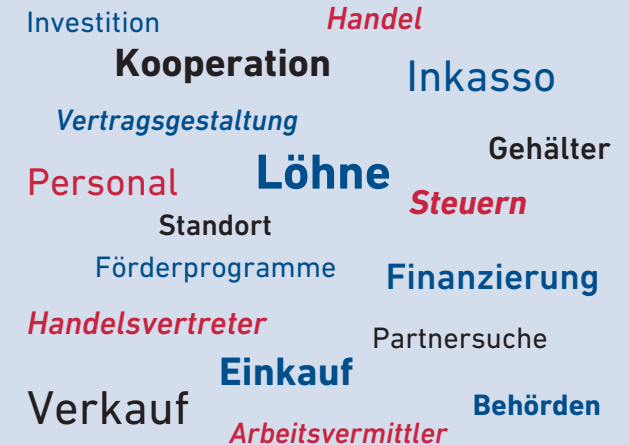 Investition
Handel
Kooperation
Inkasso
Vertragsgestaltung
Gehälter
Löhne
Personal
Steuern
Standort
Förderprogramme
Finanzierung
Handelsvertreter
Partnersuche
Einkauf
Verkauf
Behörden
Arbeitsvermittler